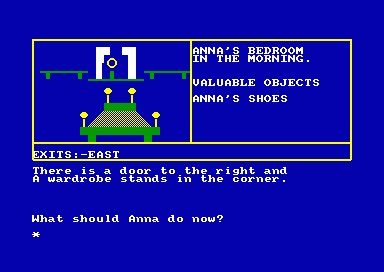 ANNA'S BEDROOM
IN THE MORNING.
VALUABLE OBJECTS
ANNA'S SHOES
EXITS:-EAST
There is a door to the right and
A wardrobe stands in the corner.
What should Anna do now?
*